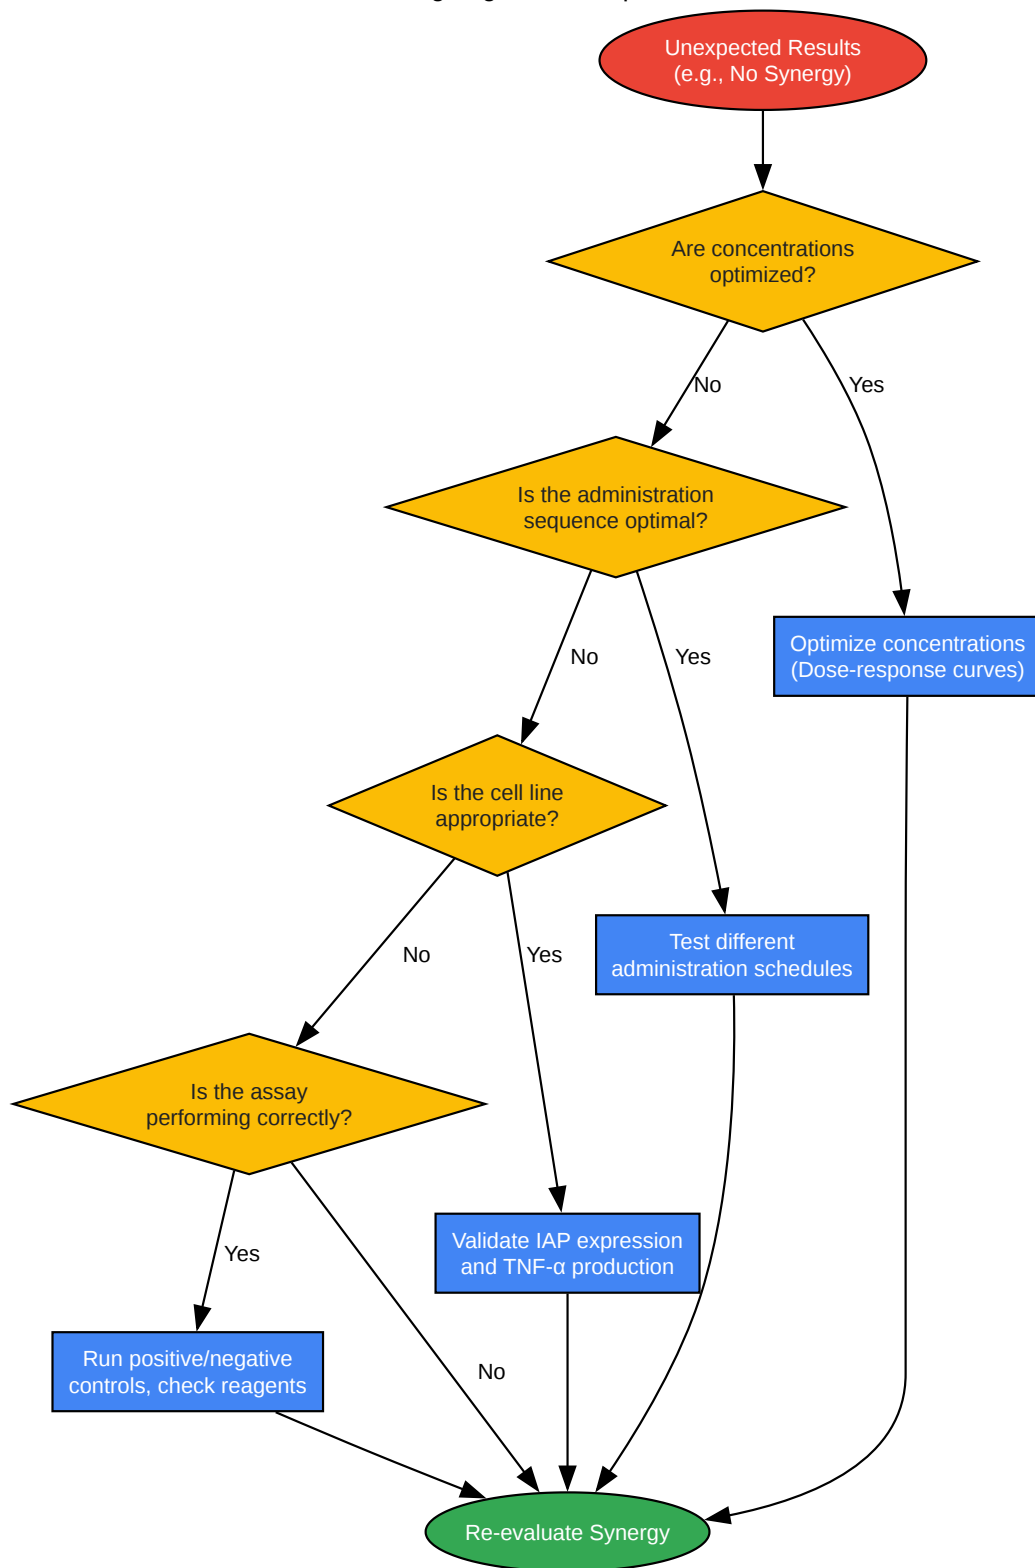 Unexpected Results
(e.g., No Synergy)
Are concentrations
optimized?
No
Yes
Is the administration
sequence optimal?
No
Yes
Optimize concentrations
(Dose-response curves)
Is the cell line
appropriate?
No
Yes
Test different
administration schedules
Is the assay
performing correctly?
Yes
No
Validate IAP expression
and TNF-α production
Run positive/negative
controls, check reagents
Re-evaluate Synergy